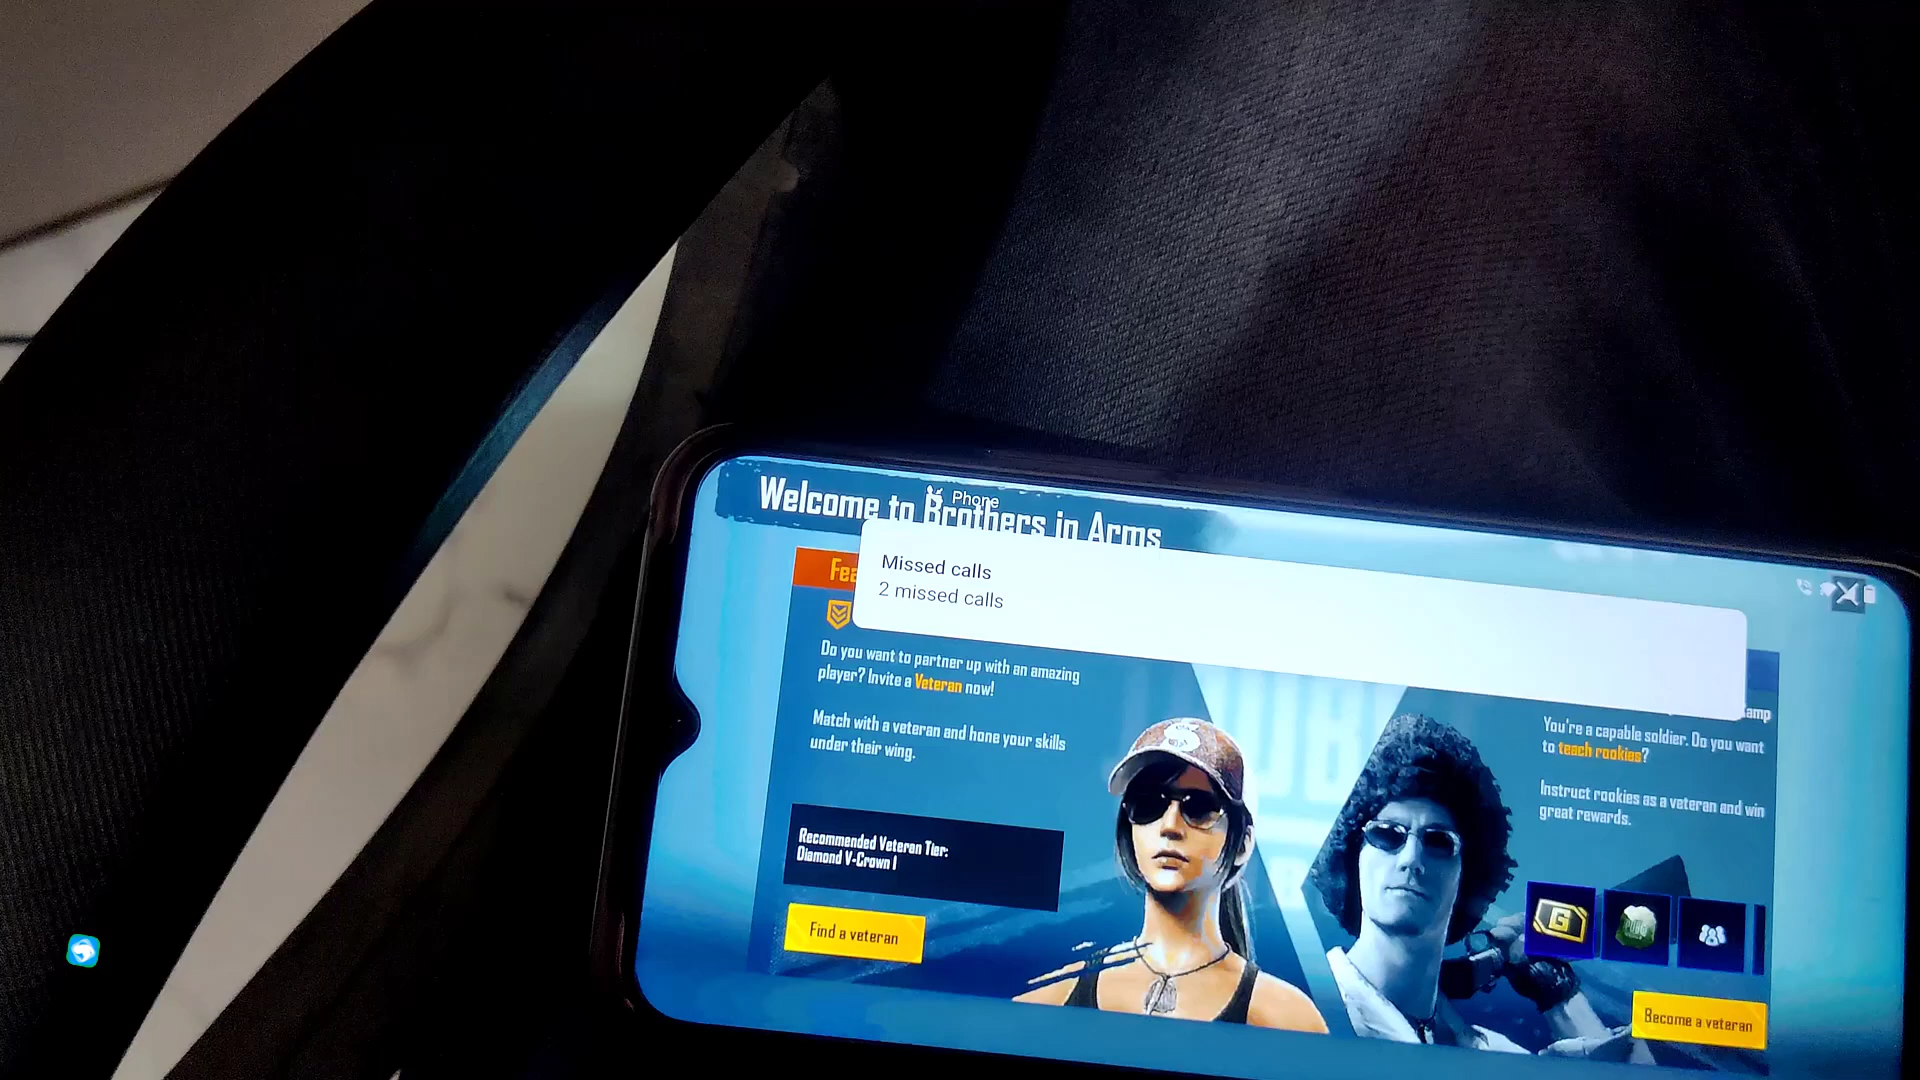 Welcome to Brothers in Arms
Phone
Missed calls
2 missed calls
Do you want to partner up with an amazing
player? Invite a Veteran now!
Match with a veteran and hone your skills
under their wing.
Recommended Veteran Tier:
Diamond V-Crown I
Find a veteran
You're a capable soldier. Do you want
to teach rookies?
Instruct rookies as a veteran and win
great rewards.
G
PUBG
Become a veteran